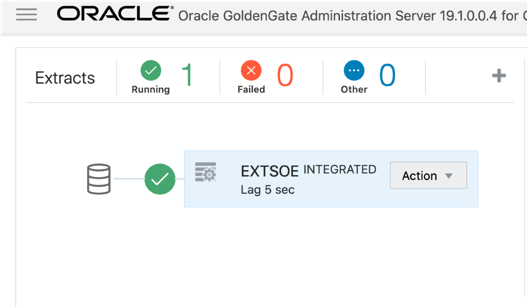 ORACLE® Oracle GoldenGate Administration Server 19.1.0.0.4 for
Extracts
1
Running
0
Failed
0
Other
EXTSOE INTEGRATED
Lag 5 sec
Action